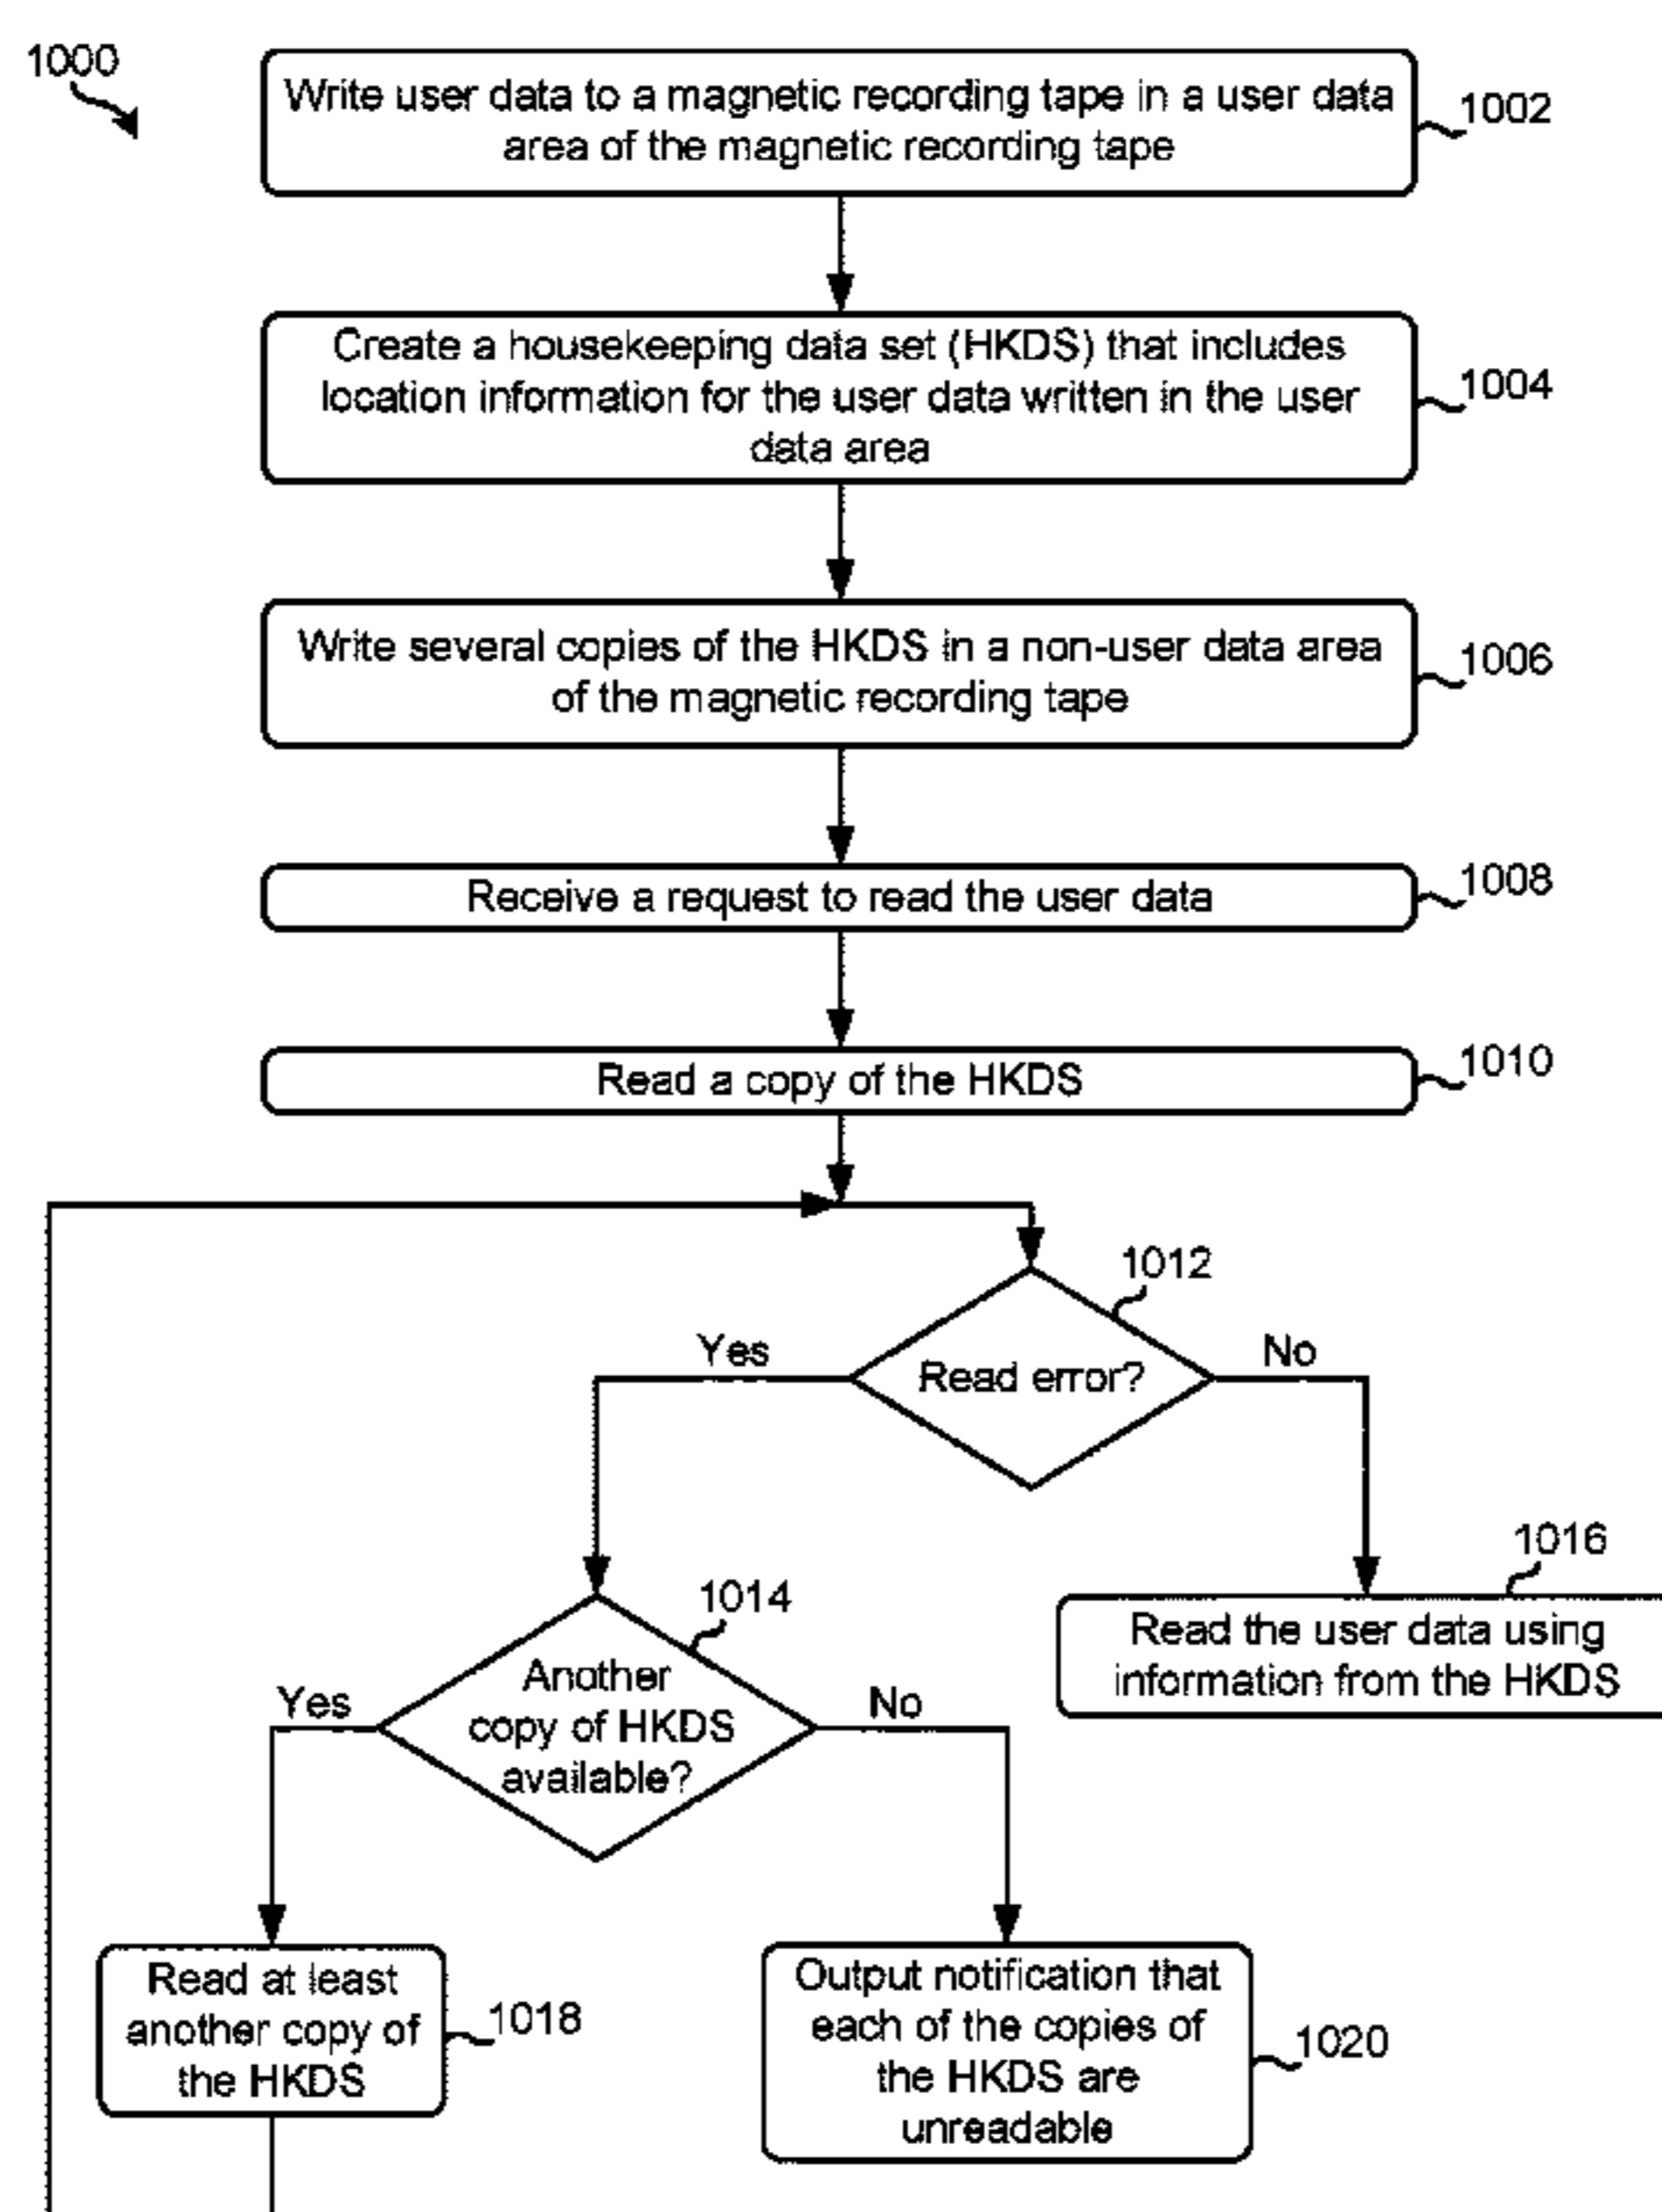 1000
Write user data to a magnetic recording tape in a user data
area of the magnetic recording tape
1002
Create a housekeeping data set (HKDS) that includes
location information for the user data written in the user
data area
1004
Write several copies of the HKDS in a non-user data area
of the magnetic recording tape
1006
Receive a request to read the user data
1008
Read a copy of the HKDS
1010
1012
Read error?
Yes
No
1014
Another
copy of HKDS
available?
Yes
No
1016
Read the user data using
information from the HKDS
Read at least
another copy of
the HKDS
1018
Output notification that
each of the copies of
the HKDS are
unreadable
1020